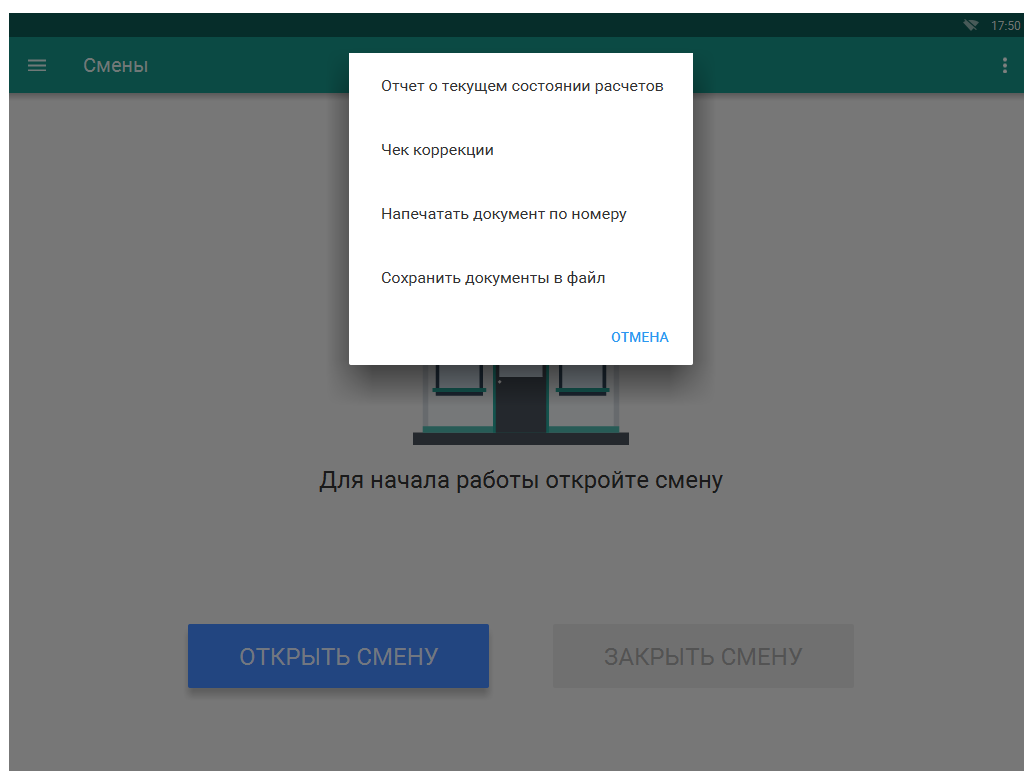 17:50
Смены
Отчет о текущем состоянии расчетов
Чек коррекции
Напечатать документ по номеру
Сохранить документы в файл
ОТМЕНА
Для начала работы откройте смену
ОТКРЫТЬ СМЕНУ
ЗАКРЫТЬ СМЕНУ